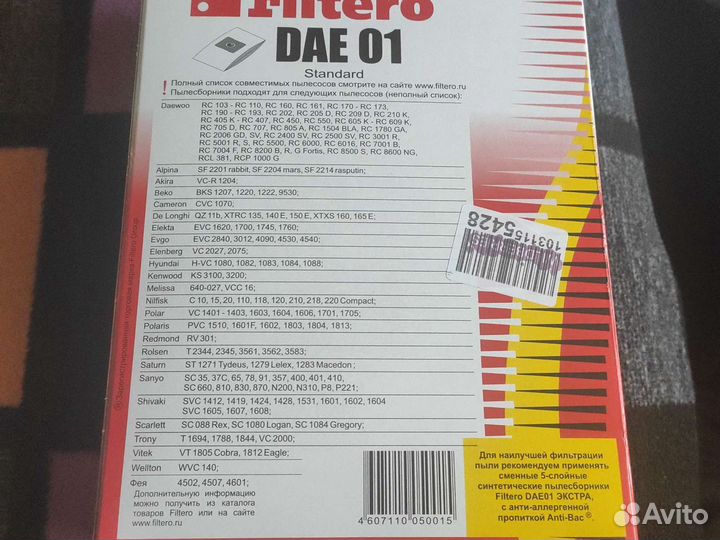 Filtero
DAE 01
Standard
! Полный список совместимых пылесосов смотрите на сайте www.filtero.ru
Пылесборники подходят для следующих пылесосов (неполный список):
Daewoo RC 103 - RC 110, RC 160, RC 161, RC 170 - RC 173,
RC 190 - RC 193, RC 202, RC 205 D, RC 209 D, RC 210 K,
RC 405 K - RC 407, RC 450, RC 550, RC 605 K - RC 609 K,
RC 705 D, RC 707, RC 805 A, RC 1504 BLA, RC 1780 GA,
RC 2006 GD, SV, RC 2400 SV, RC 2500 SV, RC 3001 R,
RC 5001 R, S, RC 5500, RC 6000, RC 6016, RC 7001 B,
RC 7004 F, RC 8200 B, R, G Fortis, RC 8500 S, RC 8600 NG,
RCL 381, RCP 1000 G
Alpina SF 2201 rabbit, SF 2204 mars, SF 2214 rasputin;
Akira VC-R 1204;
Beko BKS 1207, 1220, 1222, 9530;
Cameron CVC 1070;
De Longhi QZ 11b, XTRC 135, 140 E, 150 E, XTXS 160, 165 E;
Elekta EVC 1620, 1700, 1745, 1760;
Evgo EVC 2840, 3012, 4090, 4530, 4540;
Elenberg VC 2027, 2075;
Hyundai H-VC 1080, 1082, 1083, 1084, 1088;
Kenwood KS 3100, 3200;
Melissa 640-027, VCC 16;
Nilfisk C 10, 15, 20, 110, 118, 120, 210, 218, 220 Compact;
Polar VC 1401 - 1403, 1603, 1604, 1606, 1701, 1705;
Polaris PVC 1510, 1601F, 1602, 1803, 1804, 1813;
Redmond RV 301;
Rolsen T 2344, 2345, 3561, 3562, 3583;
Saturn ST 1271 Tydeus, 1279 Lelex, 1283 Macedon ;
Sanyo SC 35, 37C, 65, 78, 91, 357, 400, 401, 410,
SC 660, 810, 830, 870, N200, N310, P8, P221;
Shivaki SVC 1412, 1419, 1424, 1428, 1531, 1601, 1602, 1604
SVC 1605, 1607, 1608;
Scarlett SC 088 Rex, SC 1080 Logan, SC 1084 Gregory;
Trony T 1694, 1788, 1844, VC 2000;
Vitek VT 1805 Cobra, 1812 Eagle;
Wellton WVC 140;
Фея 4502, 4507, 4601;
Дополнительную информацию
можно получить из каталога
товаров Filtero или на сайте
www.filtero.ru
4 607110 050015
Для наилучшей фильтрации
пыли рекомендуем применять
сменные 5-слойные
синтетические пылесборники
Filtero DAE01 ЭКСТРА,
с анти-аллергенной
пропиткой Anti-Bac®.
® Зарегистрированная торговая марка Filtero Group
1031155428
Avito